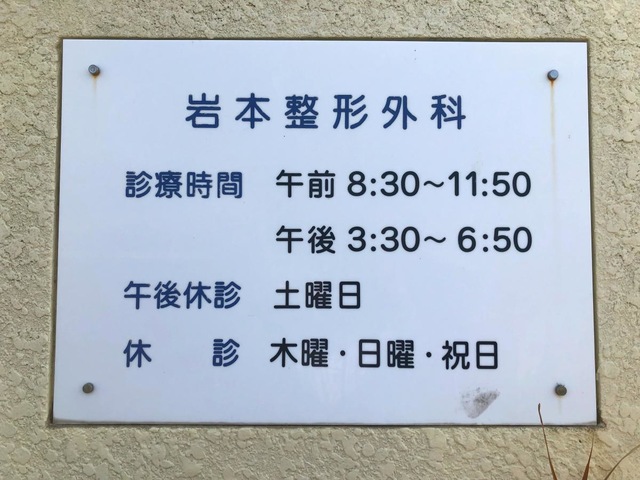 岩本整形外科
診療時間 午前 8:30～11:50
午後 3:30～ 6:50
午後休診 土曜日
休 診 木曜・日曜・祝日